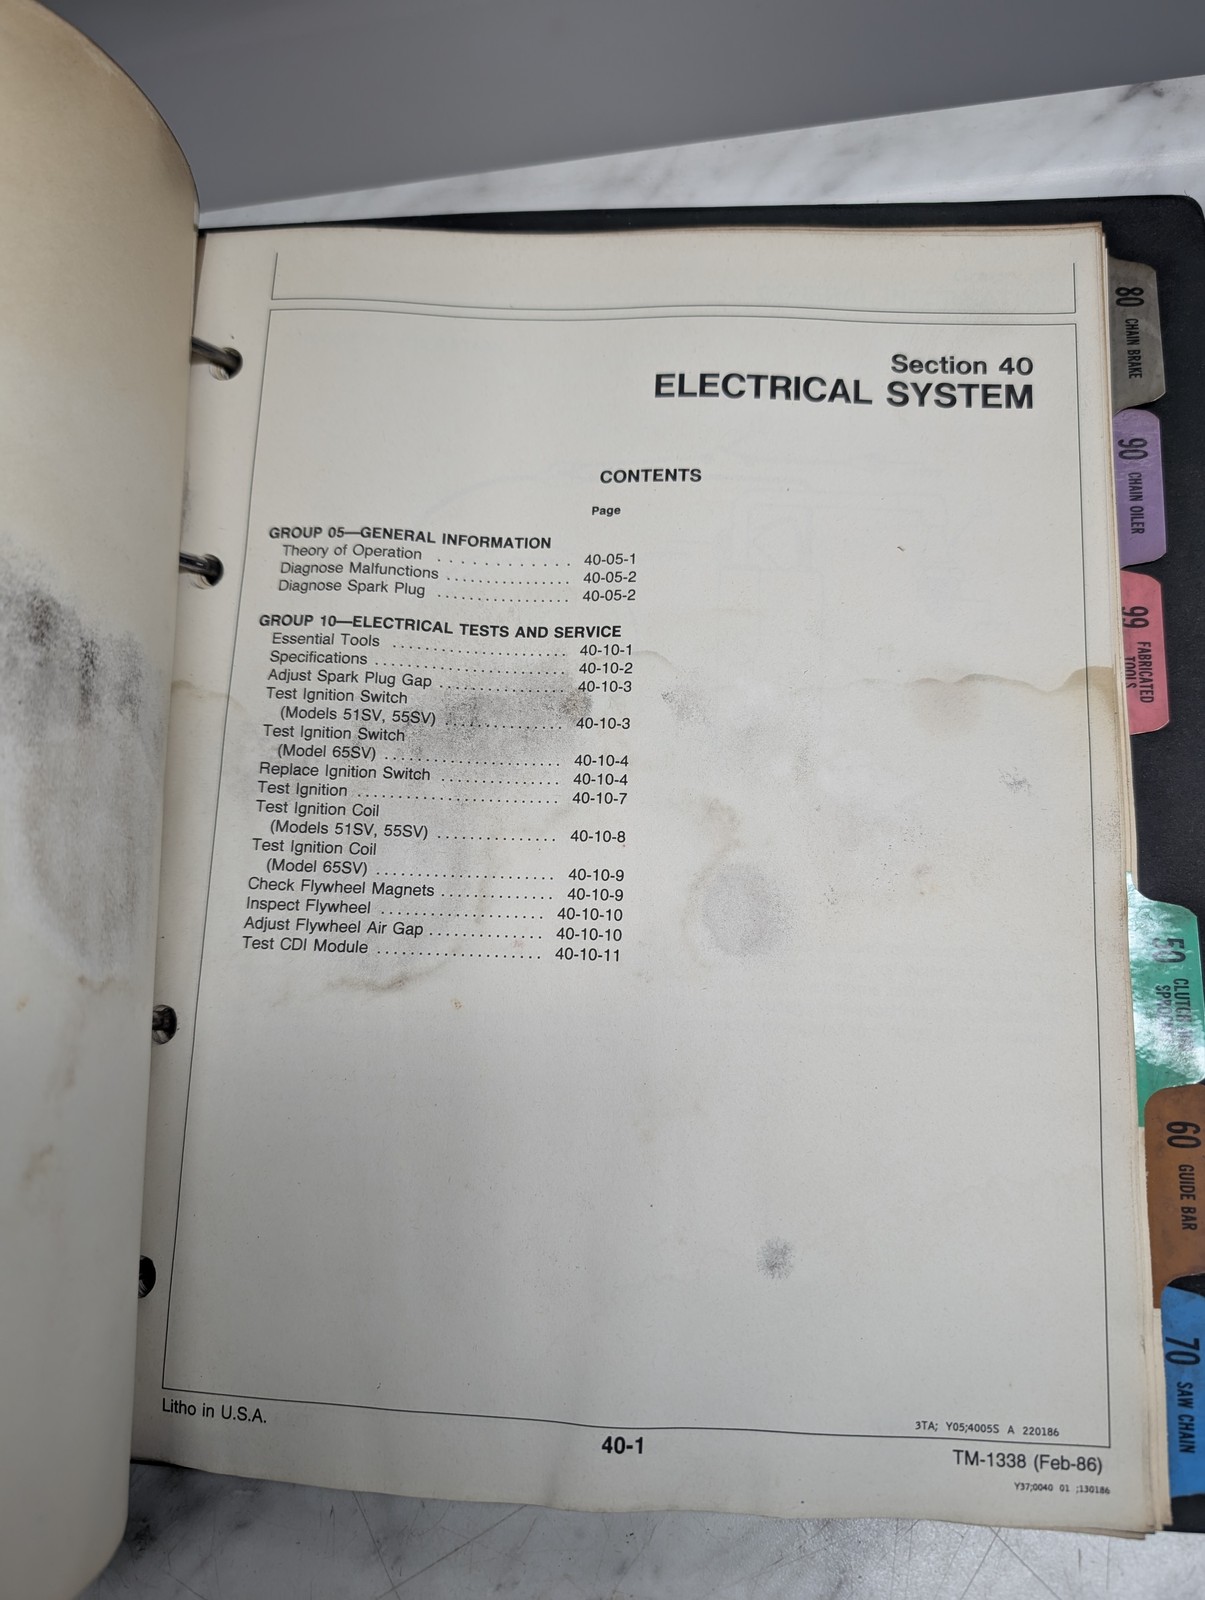 Section 40
ELECTRICAL SYSTEM
CONTENTS
Page
GROUP 05—GENERAL INFORMATION
Theory of Operation . . . . . . . . . . . . 40-05-1
Diagnose Malfunctions . . . . . . . . . . . . . . . 40-05-2
Diagnose Spark Plug . . . . . . . . . . . . . . . . 40-05-2
GROUP 10—ELECTRICAL TESTS AND SERVICE
Essential Tools . . . . . . . . . . . . . . . . . . . . . . 40-10-1
Specifications . . . . . . . . . . . . . . . . . . . . . . . 40-10-2
Adjust Spark Plug Gap . . . . . . . . . . . . . . . 40-10-3
Test Ignition Switch
(Models 51SV, 55SV) . . . . . . . . . . . . . . 40-10-3
Test Ignition Switch
(Model 65SV) . . . . . . . . . . . . . . . . . . . . . 40-10-4
Replace Ignition Switch . . . . . . . . . . . . . . 40-10-4
Test Ignition . . . . . . . . . . . . . . . . . . . . . . . . 40-10-7
Test Ignition Coil
(Models 51SV, 55SV) . . . . . . . . . . . . . . 40-10-8
Test Ignition Coil
(Model 65SV) . . . . . . . . . . . . . . . . . . . . . 40-10-9
Check Flywheel Magnets . . . . . . . . . . . . . 40-10-9
Inspect Flywheel . . . . . . . . . . . . . . . . . . . 40-10-10
Adjust Flywheel Air Gap . . . . . . . . . . . . . 40-10-10
Test CDI Module . . . . . . . . . . . . . . . . . . . 40-10-11
Litho in U.S.A.
40-1
3TA; Y05;4005S A 220186
TM-1338 (Feb-86)
Y37;0040 01 ;130186
80 CHAIN BRAKE
90 CHAIN OILER
99 FABRICATED
TOOLS
50 CLUTCH
60 GUIDE BAR
70 SAW CHAIN